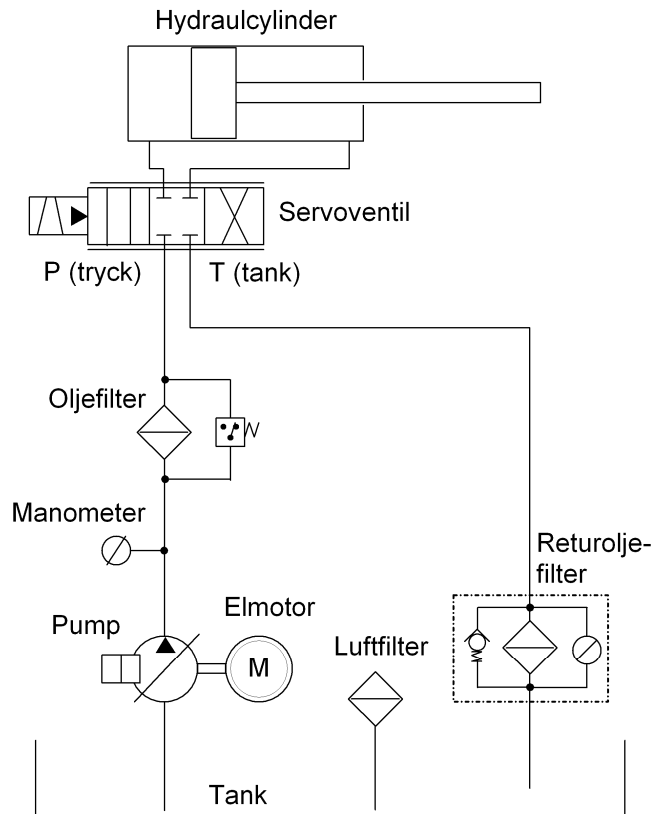 Hydraulcylinder
Servoventil
P (tryck)
T (tank)
Oljefilter
Manometer
Returolje-
filter
Elmotor
Pump
M
Luftfilter
Tank